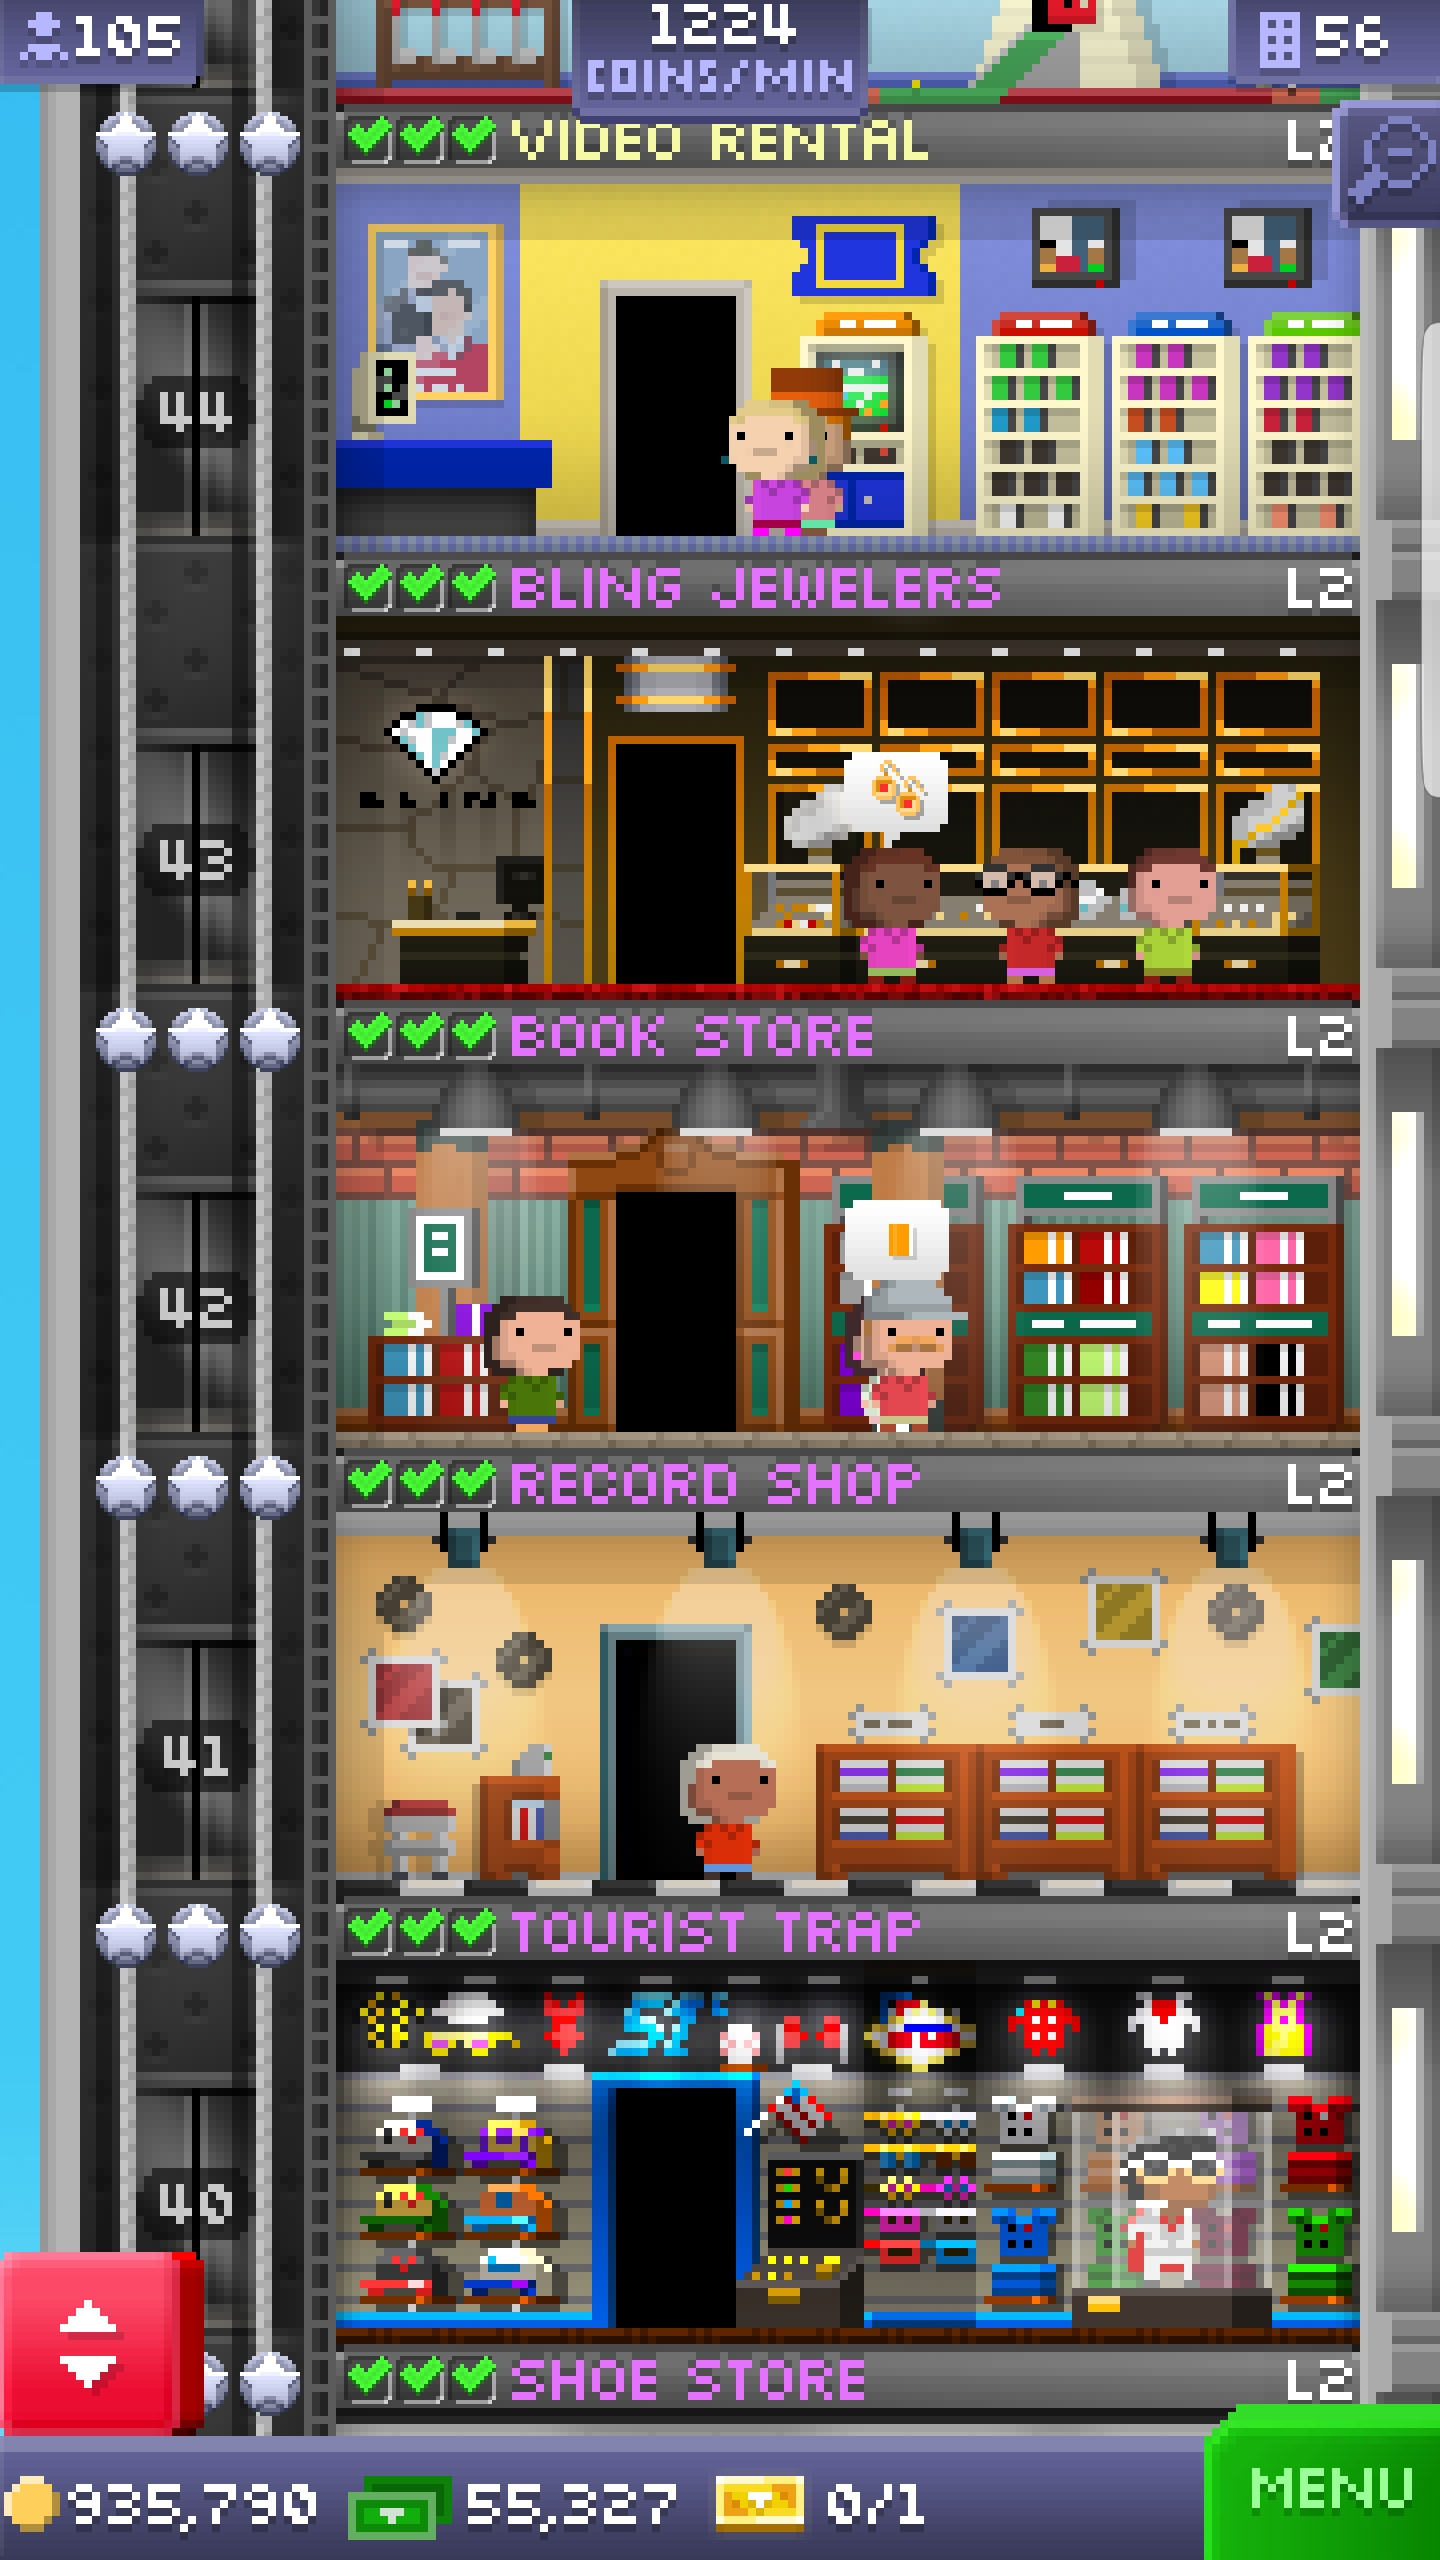 105
1224
COINS/MIN
56
VIDEO RENTAL
44
BLING JEWELERS L2
BLING
43
BOOK STORE L2
42
RECORD SHOP L2
41
TOURIST TRAP L2
40
SHOE STORE L2
935,790 55,327 0/1
MENU